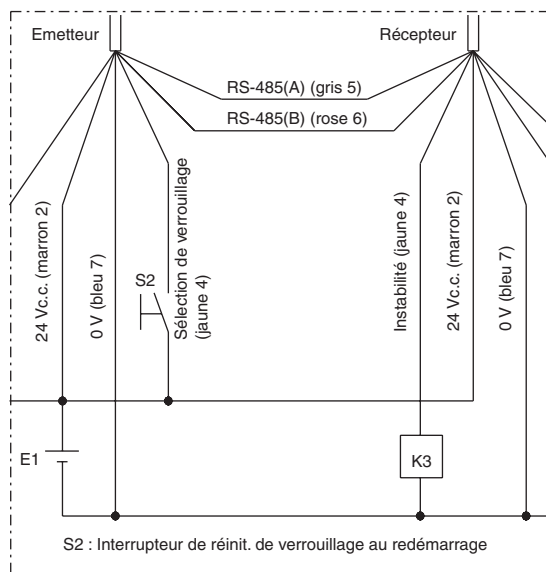 Emetteur
Récepteur
RS-485(A) (gris 5)
RS-485(B) (rose 6)
24 Vc.c. (marron 2)
0 V (bleu 7)
S2
Sélection de verrouillage
(jaune 4)
Instabilité (jaune 4)
24 Vc.c. (marron 2)
0 V (bleu 7)
E1
K3
S2 : Interrupteur de réinit. de verrouillage au redémarrage